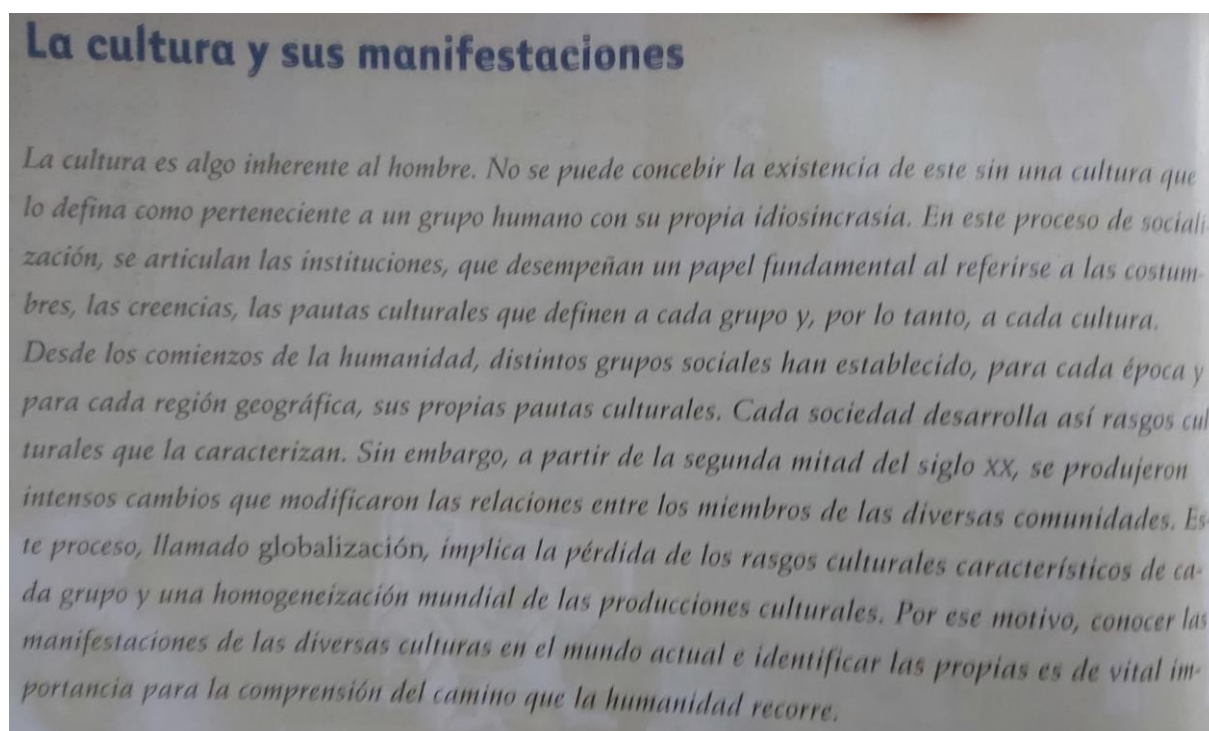 La cultura y sus manifestaciones
La cultura es algo inherente al hombre. No se puede concebir la existencia de este sin una cultura que
lo defina como perteneciente a un grupo humano con su propia idiosincrasia. En este proceso de sociali-
zación, se articulan las instituciones, que desempeñan un papel fundamental al referirse a las costum-
bres, las creencias, las pautas culturales que definen a cada grupo y, por lo tanto, a cada cultura.
Desde los comienzos de la humanidad, distintos grupos sociales han establecido, para cada época y
para cada región geográfica, sus propias pautas culturales. Cada sociedad desarrolla así rasgos cul
turales que la caracterizan. Sin embargo, a partir de la segunda mitad del siglo XX, se produjeron
intensos cambios que modificaron las relaciones entre los miembros de las diversas comunidades. Es-
te proceso, llamado globalización, implica la pérdida de los rasgos culturales característicos de ca-
da grupo y una homogeneización mundial de las producciones culturales. Por ese motivo, conocer las
manifestaciones de las diversas culturas en el mundo actual e identificar las propias es de vital im-
portancia para la comprensión del camino que la humanidad recorre.